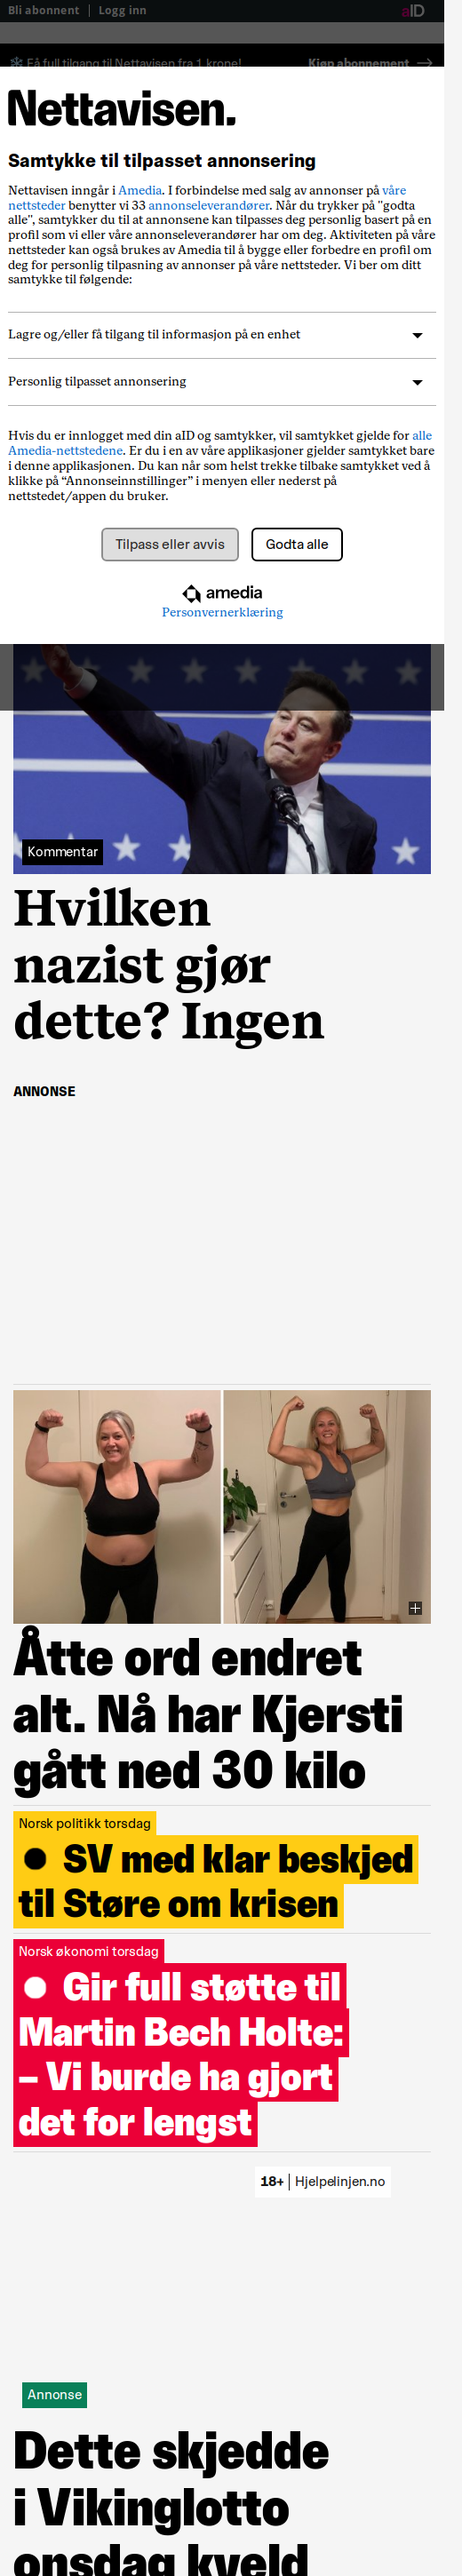 Bli abonnent | Logg inn
aID
Få full tilgang til Nettavisen fra 1 krone!
Kjøp abonnement
Nettavisen.
Samtykke til tilpasset annonsering
Nettavisen inngår i Amedia. I forbindelse med salg av annonser på våre
nettsteder benytter vi 33 annonseleverandører. Når du trykker på "godta
alle", samtykker du til at annonsene kan tilpasses deg personlig basert på en
profil som vi eller våre annonseleverandører har om deg. Aktiviteten på våre
nettsteder kan også brukes av Amedia til å bygge eller forbedre en profil om
deg for personlig tilpasning av annonser på våre nettsteder. Vi ber om ditt
samtykke til følgende:
Lagre og/eller få tilgang til informasjon på en enhet
Personlig tilpasset annonsering
Hvis du er innlogget med din aID og samtykker, vil samtykket gjelde for alle
Amedia-nettstedene. Er du i en av våre applikasjoner gjelder samtykket bare
i denne applikasjonen. Du kan når som helst trekke tilbake samtykket ved å
klikke på “Annonseinnstillinger” i menyen eller nederst på
nettstedet/appen du bruker.
Tilpass eller avvis
Godta alle
amedia
Personvernerklæring
Kommentar
Hvilken
nazist gjør
dette? Ingen
ANNONSE
Åtte ord endret
alt. Nå har Kjersti
gått ned 30 kilo
Norsk politikk torsdag
SV med klar beskjed
til Støre om krisen
Norsk økonomi torsdag
Gir full støtte til
Martin Bech Holte:
– Vi burde ha gjort
det for lengst
18+ | Hjelpelinjen.no
Annonse
Dette skjedde
i Vikinglotto
onsdag kveld